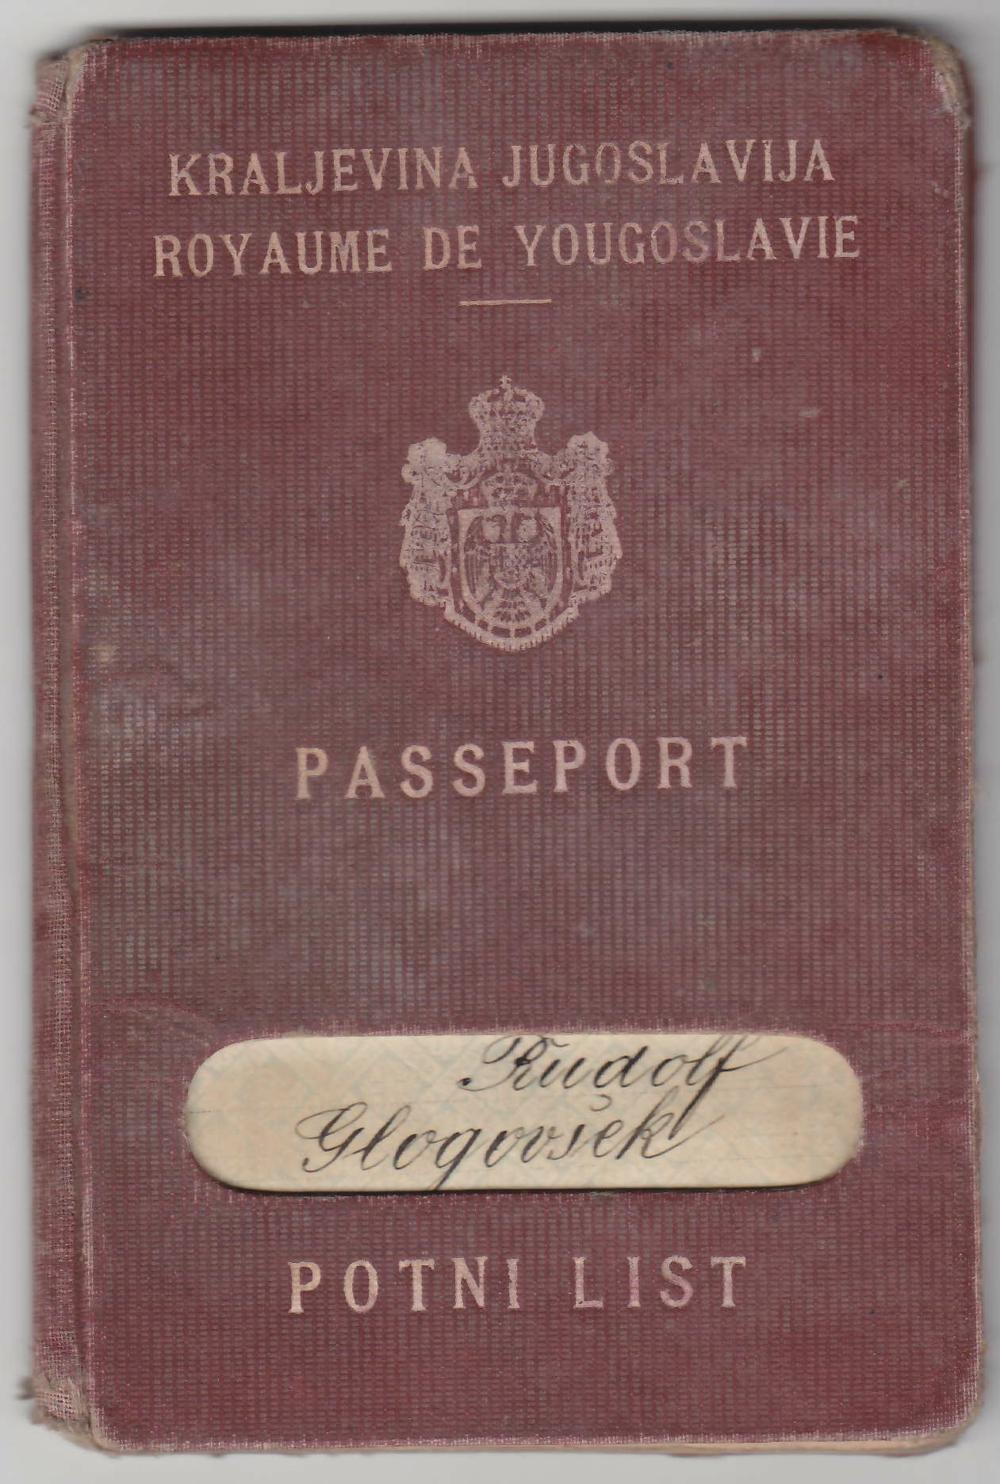 KRALJEVINA JUGOSLAVIJA
ROYAUME DE YOUGOSLAVIE
PASSEPORT
Rudolf
Glogovšek
POTNI LIST